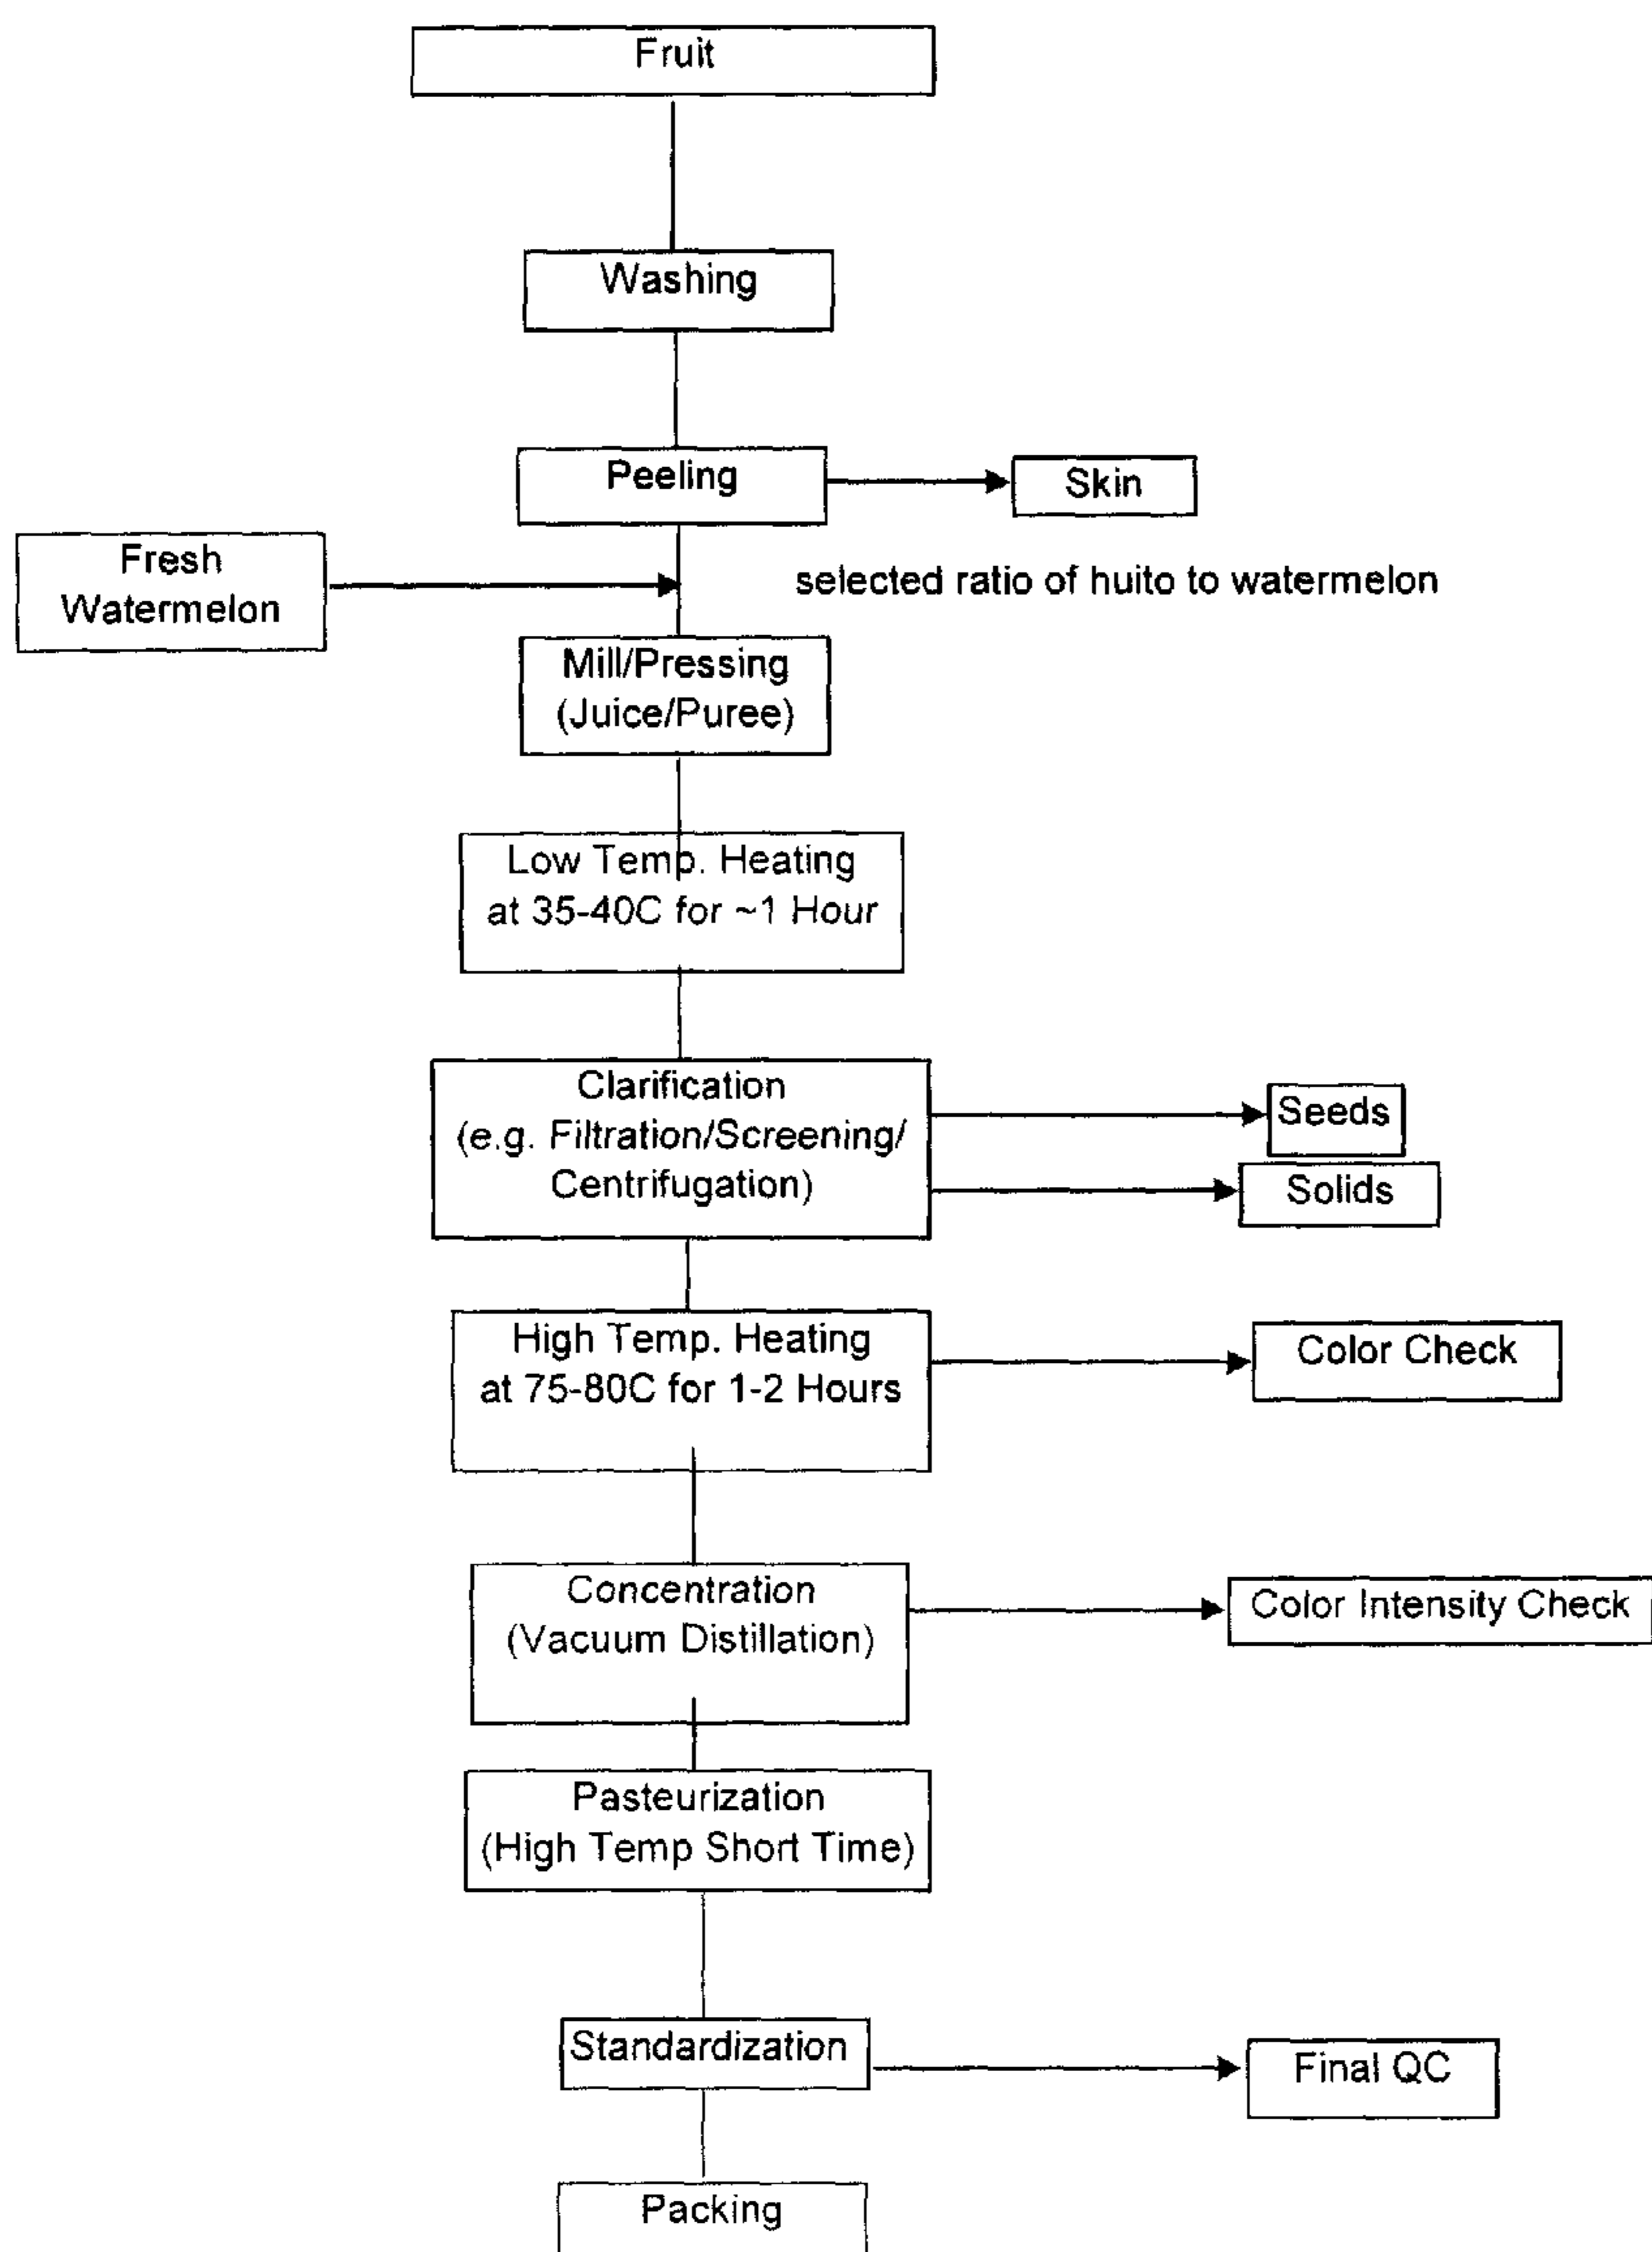 Fruit
Washing
Peeling
Skin
Fresh
Watermelon
selected ratio of huito to watermelon
Mill/Pressing
(Juice/Puree)
Low Temp. Heating
at 35-40C for ~1 Hour
Clarification
(e.g. Filtration/Screening/
Centrifugation)
Seeds
Solids
High Temp. Heating
at 75-80C for 1-2 Hours
Color Check
Concentration
(Vacuum Distillation)
Color Intensity Check
Pasteurization
(High Temp Short Time)
Standardization
Final QC
Packing